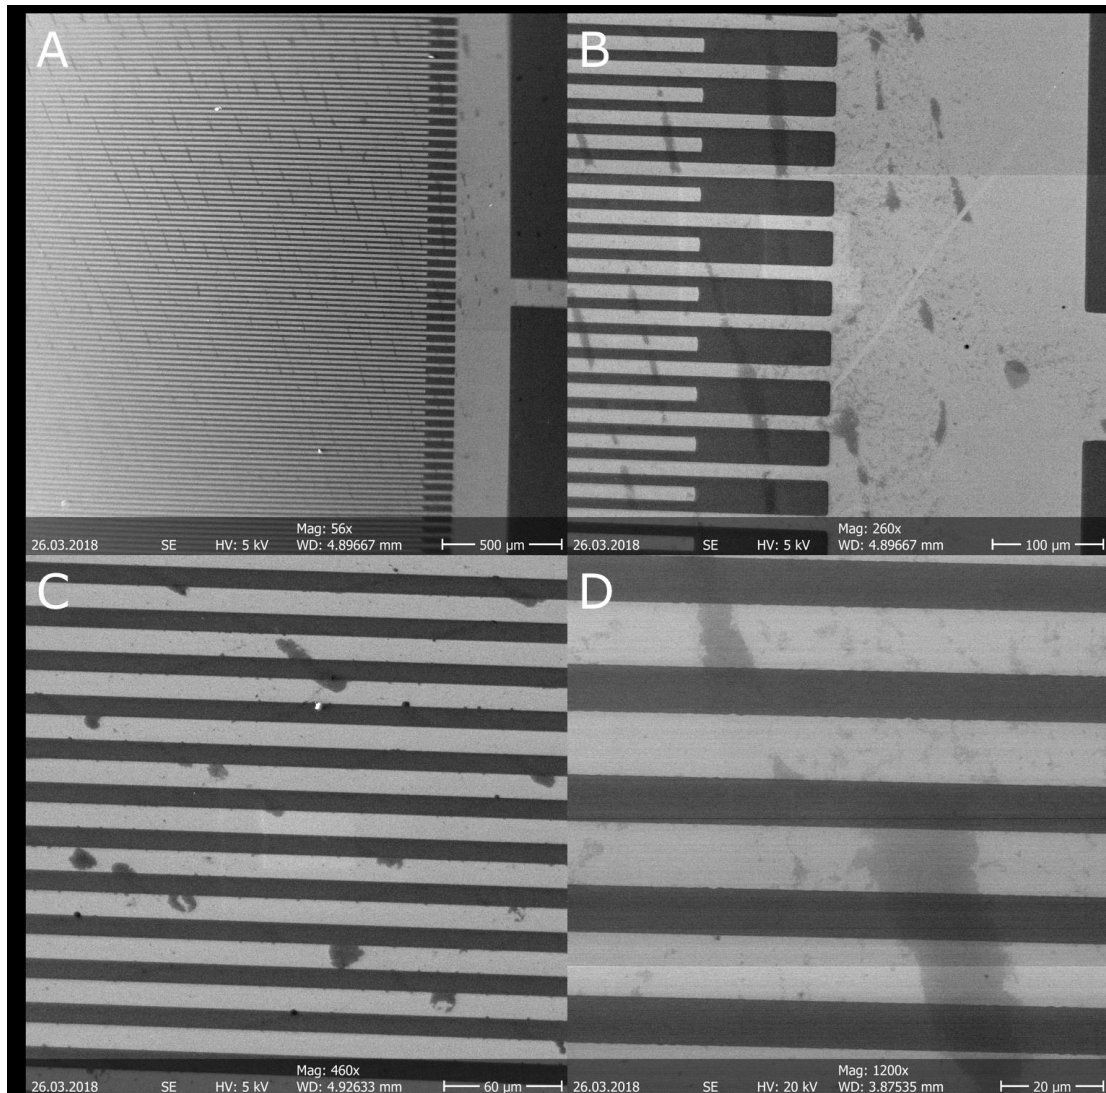 A
B
Mag: 56x
26.03.2018 SE HV: 5 kV WD: 4.89667 mm 500 µm
Mag: 260x
26.03.2018 SE HV: 5 kV WD: 4.89667 mm 100 µm
C
D
Mag: 460x
26.03.2018 SE HV: 5 kV WD: 4.92633 mm 60 µm
Mag: 1200x
26.03.2018 SE HV: 20 kV WD: 3.87535 mm 20 µm